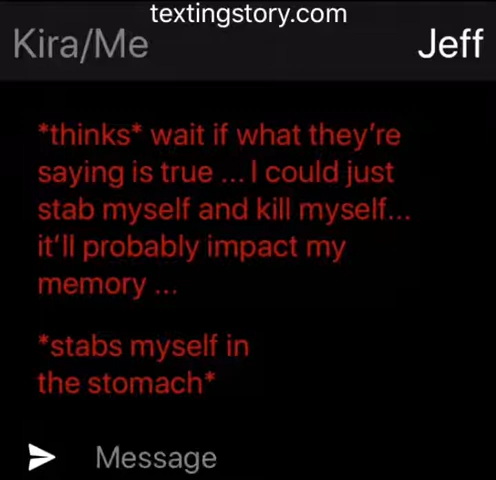 textingstory.com
Kira/Me
Jeff
*thinks* wait if what they're
saying is true ... I could just
stab myself and kill myself...
it'll probably impact my
memory ...
*stabs myself in
the stomach*
Message